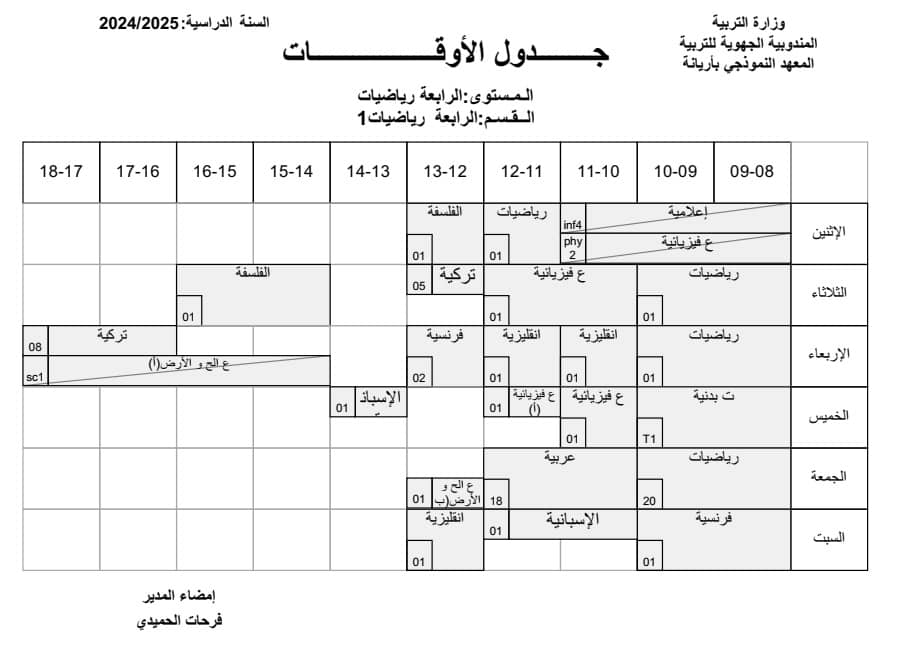 وزارة التربية
المندوبية الجهوية للتربية
المعهد النموذجي بأريانة
السنة الدراسية:2024/2025
جـــــدول الأوقـــــــــــات
الـمـستوى:الرابعة رياضيات
الـقـسـم:الرابعة رياضيات1
09-08 10-09 11-10 12-11 13-12 14-13 15-14 16-15 17-16 18-17
الإثنين
إعلامية
inf4
ع فيزيائية
phy 2
رياضيات
01
الفلسفة
01
الثلاثاء
رياضيات
01
ع فيزيائية
01
تركية
05
الفلسفة
01
الإربعاء
رياضيات
01
انقليزية
01
انقليزية
01
فرنسية
02
تركية
08
ع الح و الأرض(أ)
sc1
الخميس
ت بدنية
T1
ع فيزيائية
01
ع فيزيائية
(أ)
01
الإسبان
01
الجمعة
رياضيات
20
عربية
18
ع الح و
الأرض(ب
01
السبت
فرنسية
01
الإسبانية
01
انقليزية
01
إمضاء المدير
فرحات الحميدي